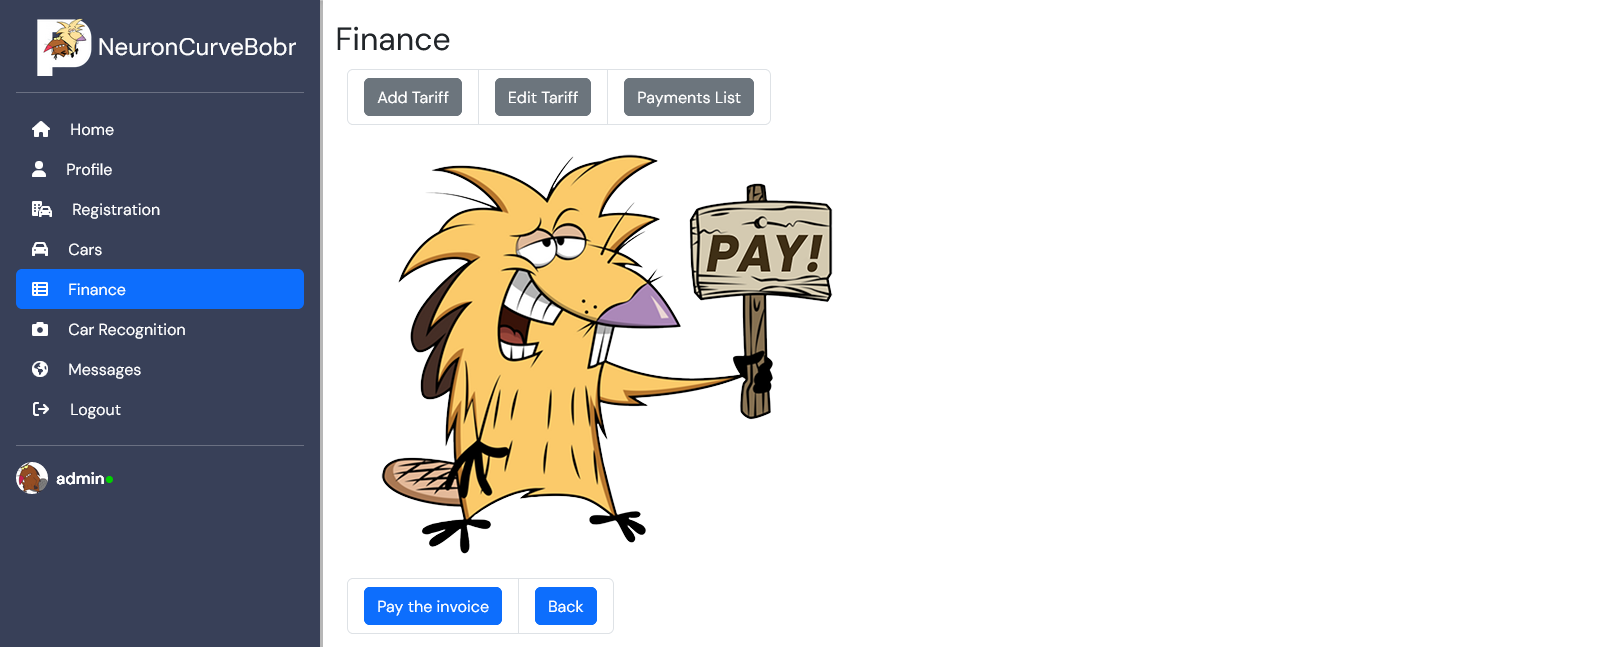 NeuronCurveBobr
Home
Profile
Registration
Cars
Finance
Car Recognition
Messages
Logout
admin
Finance
Add Tariff
Edit Tariff
Payments List
PAY!
Pay the invoice
Back